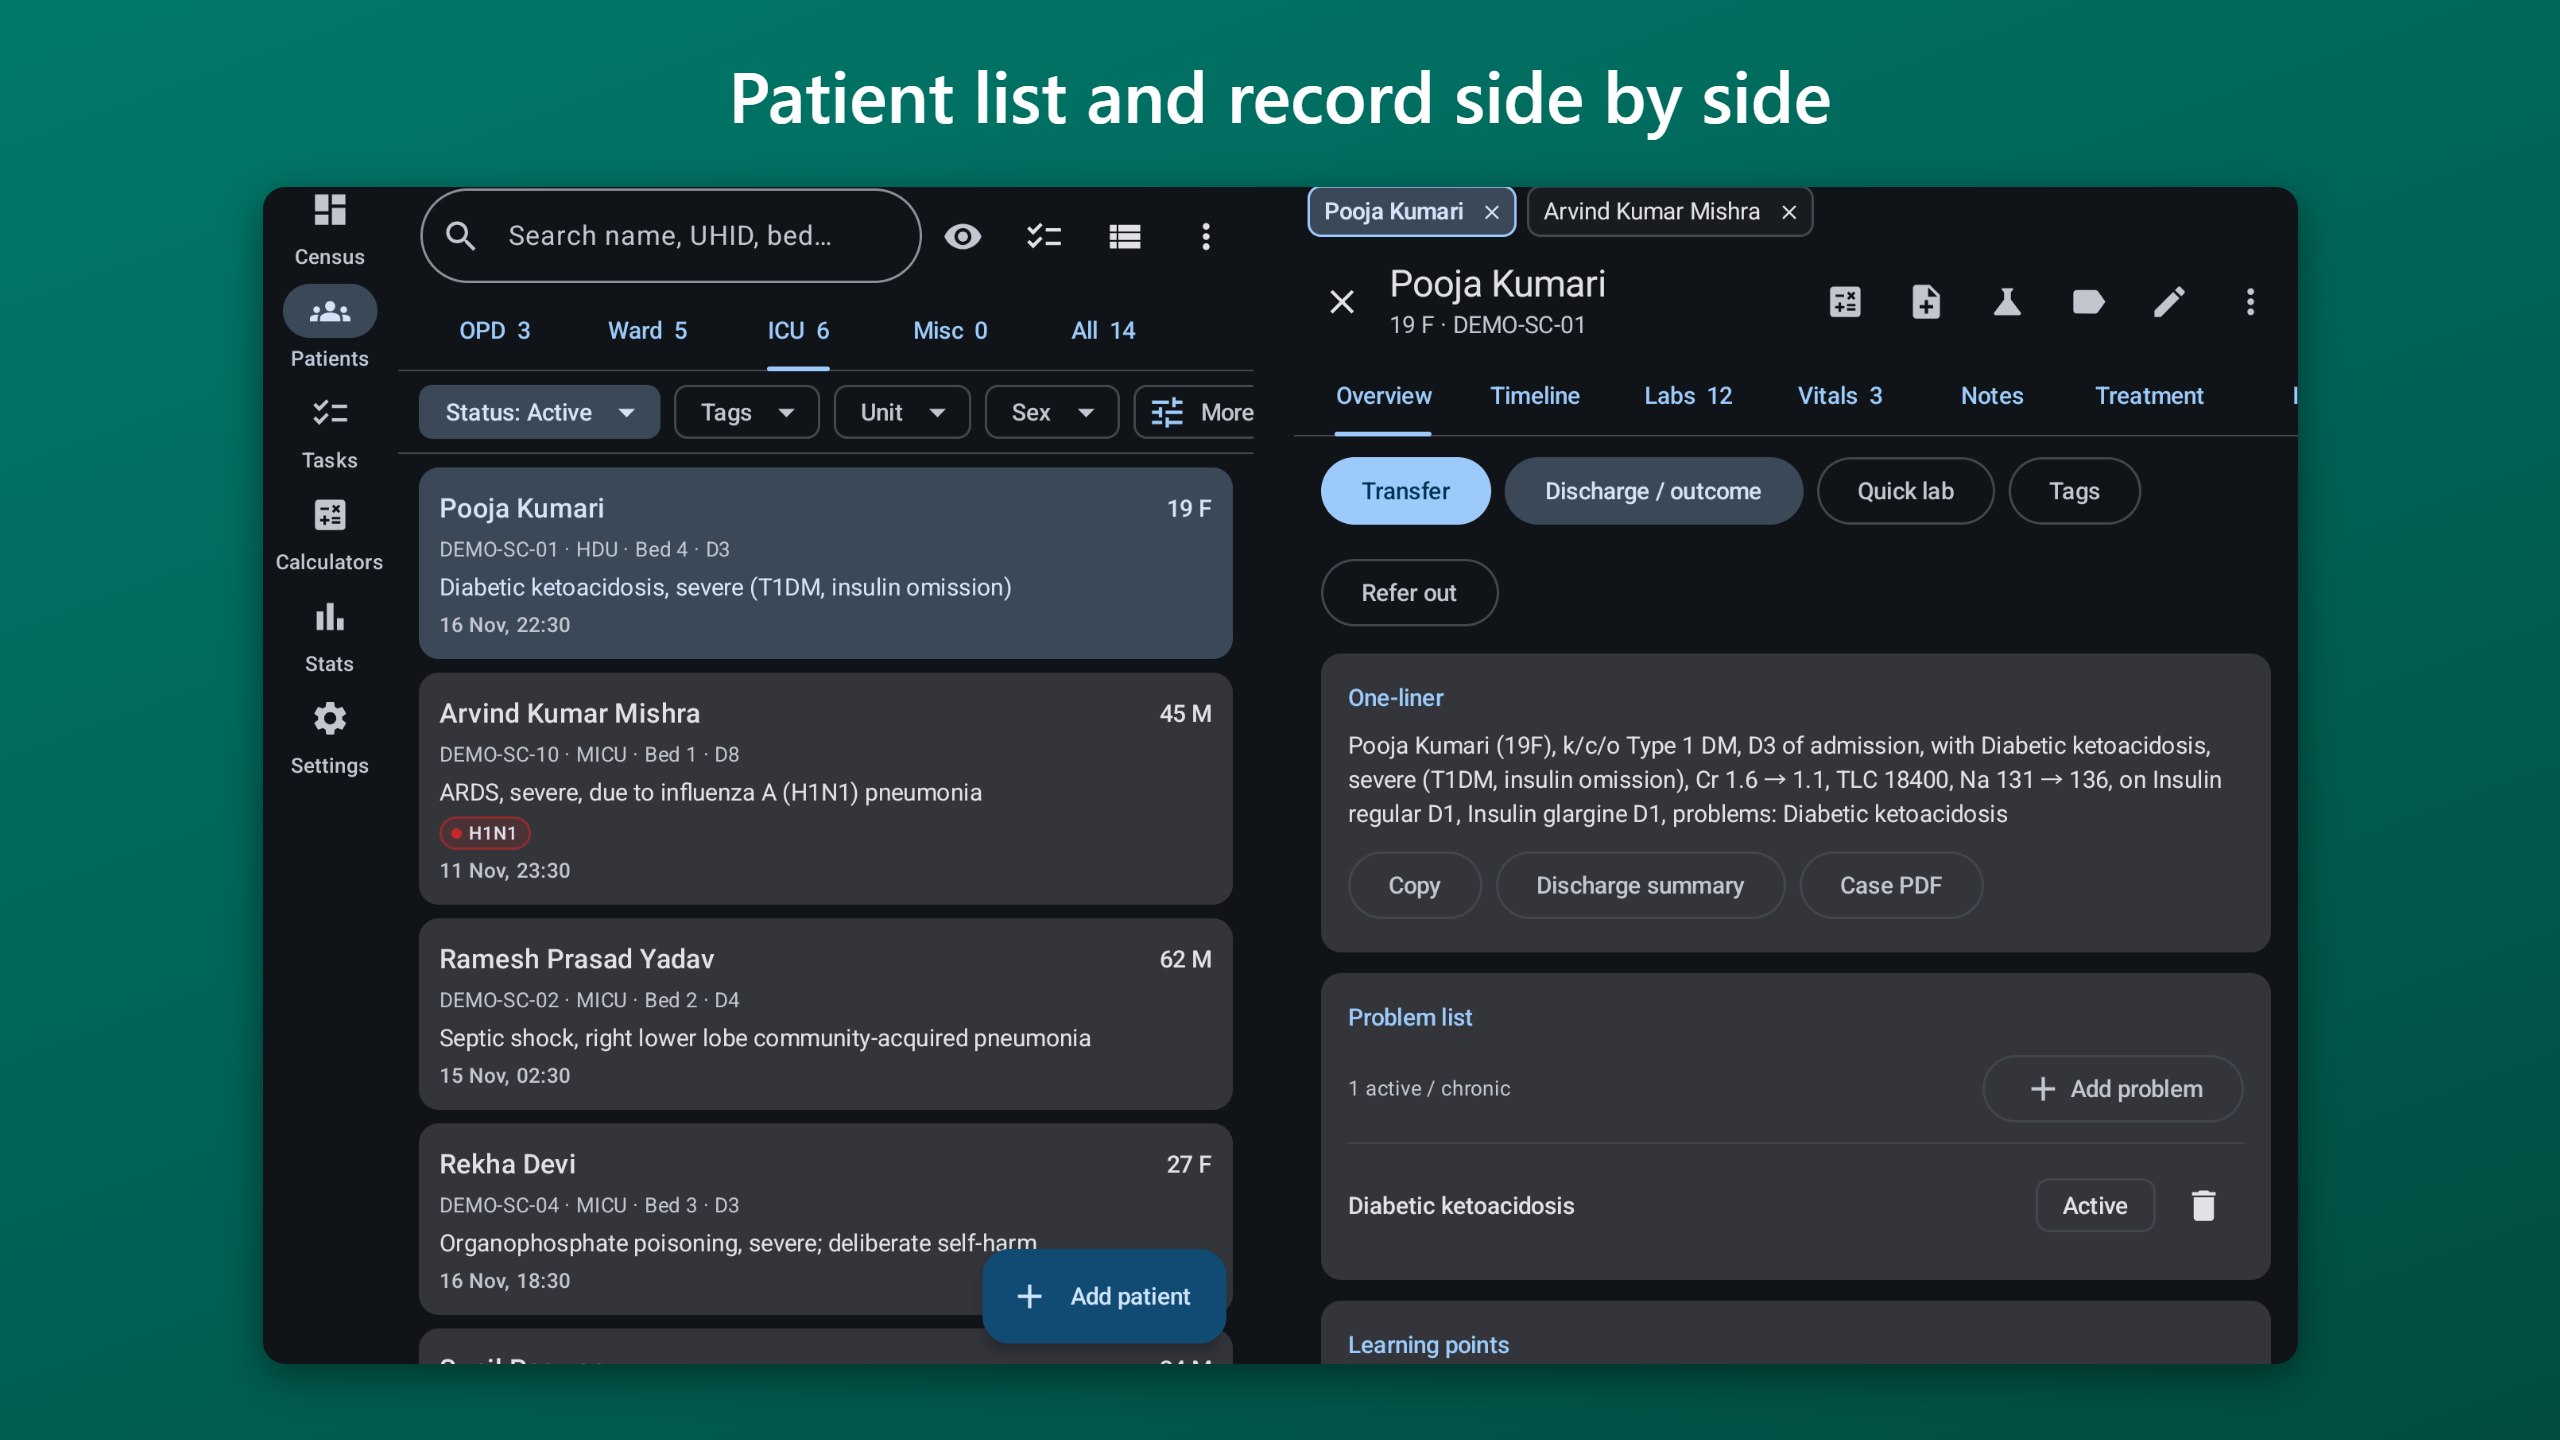 Patient list and record side by side
Census
Patients
Tasks
Calculators
Stats
Settings
Search name, UHID, bed...
OPD 3
Ward 5
ICU 6
Misc 0
All 14
Status: Active
Tags
Unit
Sex
More
Pooja Kumari
19 F
DEMO-SC-01 · HDU · Bed 4 · D3
Diabetic ketoacidosis, severe (T1DM, insulin omission)
16 Nov, 22:30
Arvind Kumar Mishra
45 M
DEMO-SC-10 · MICU · Bed 1 · D8
ARDS, severe, due to influenza A (H1N1) pneumonia
H1N1
11 Nov, 23:30
Ramesh Prasad Yadav
62 M
DEMO-SC-02 · MICU · Bed 2 · D4
Septic shock, right lower lobe community-acquired pneumonia
15 Nov, 02:30
Rekha Devi
27 F
DEMO-SC-04 · MICU · Bed 3 · D3
Organophosphate poisoning, severe; deliberate self-harm
16 Nov, 18:30
Add patient
Pooja Kumari
Arvind Kumar Mishra
Pooja Kumari
19 F · DEMO-SC-01
Overview
Timeline
Labs 12
Vitals 3
Notes
Treatment
Transfer
Discharge / outcome
Quick lab
Tags
Refer out
One-liner
Pooja Kumari (19F), k/c/o Type 1 DM, D3 of admission, with Diabetic ketoacidosis,
severe (T1DM, insulin omission), Cr 1.6 → 1.1, TLC 18400, Na 131 → 136, on Insulin
regular D1, Insulin glargine D1, problems: Diabetic ketoacidosis
Copy
Discharge summary
Case PDF
Problem list
1 active / chronic
Add problem
Diabetic ketoacidosis
Active
Learning points